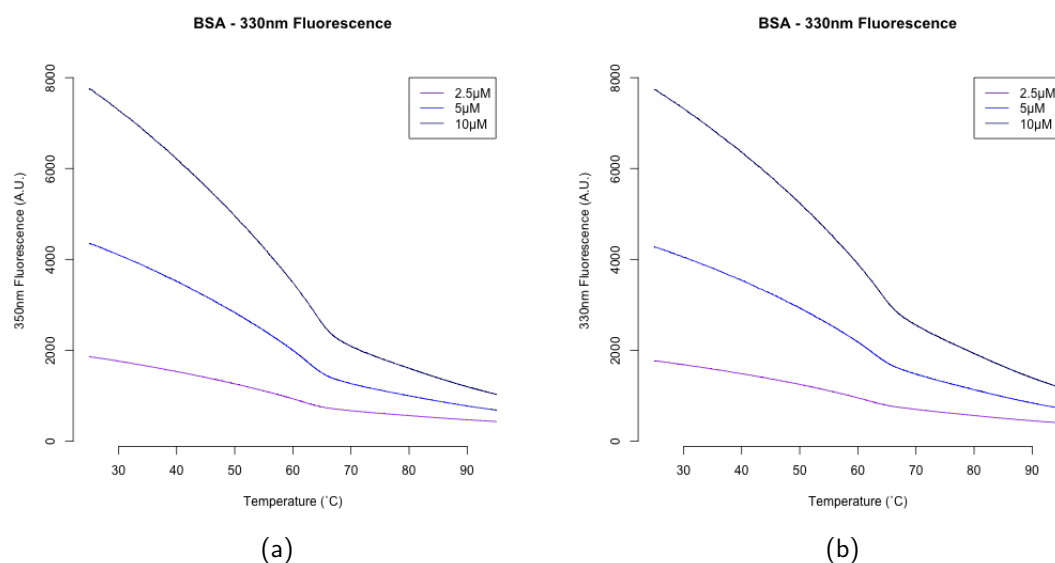 BSA - 330nm Fluorescence
350nm Fluorescence (A.U.)
8000
6000
4000
2000
0
2.5µM
5µM
10µM
30 40 50 60 70 80 90
Temperature (˚C)
(a)
BSA - 330nm Fluorescence
330nm Fluorescence (A.U.)
8000
6000
4000
2000
0
2.5µM
5µM
10µM
30 40 50 60 70 80 90
Temperature (˚C)
(b)